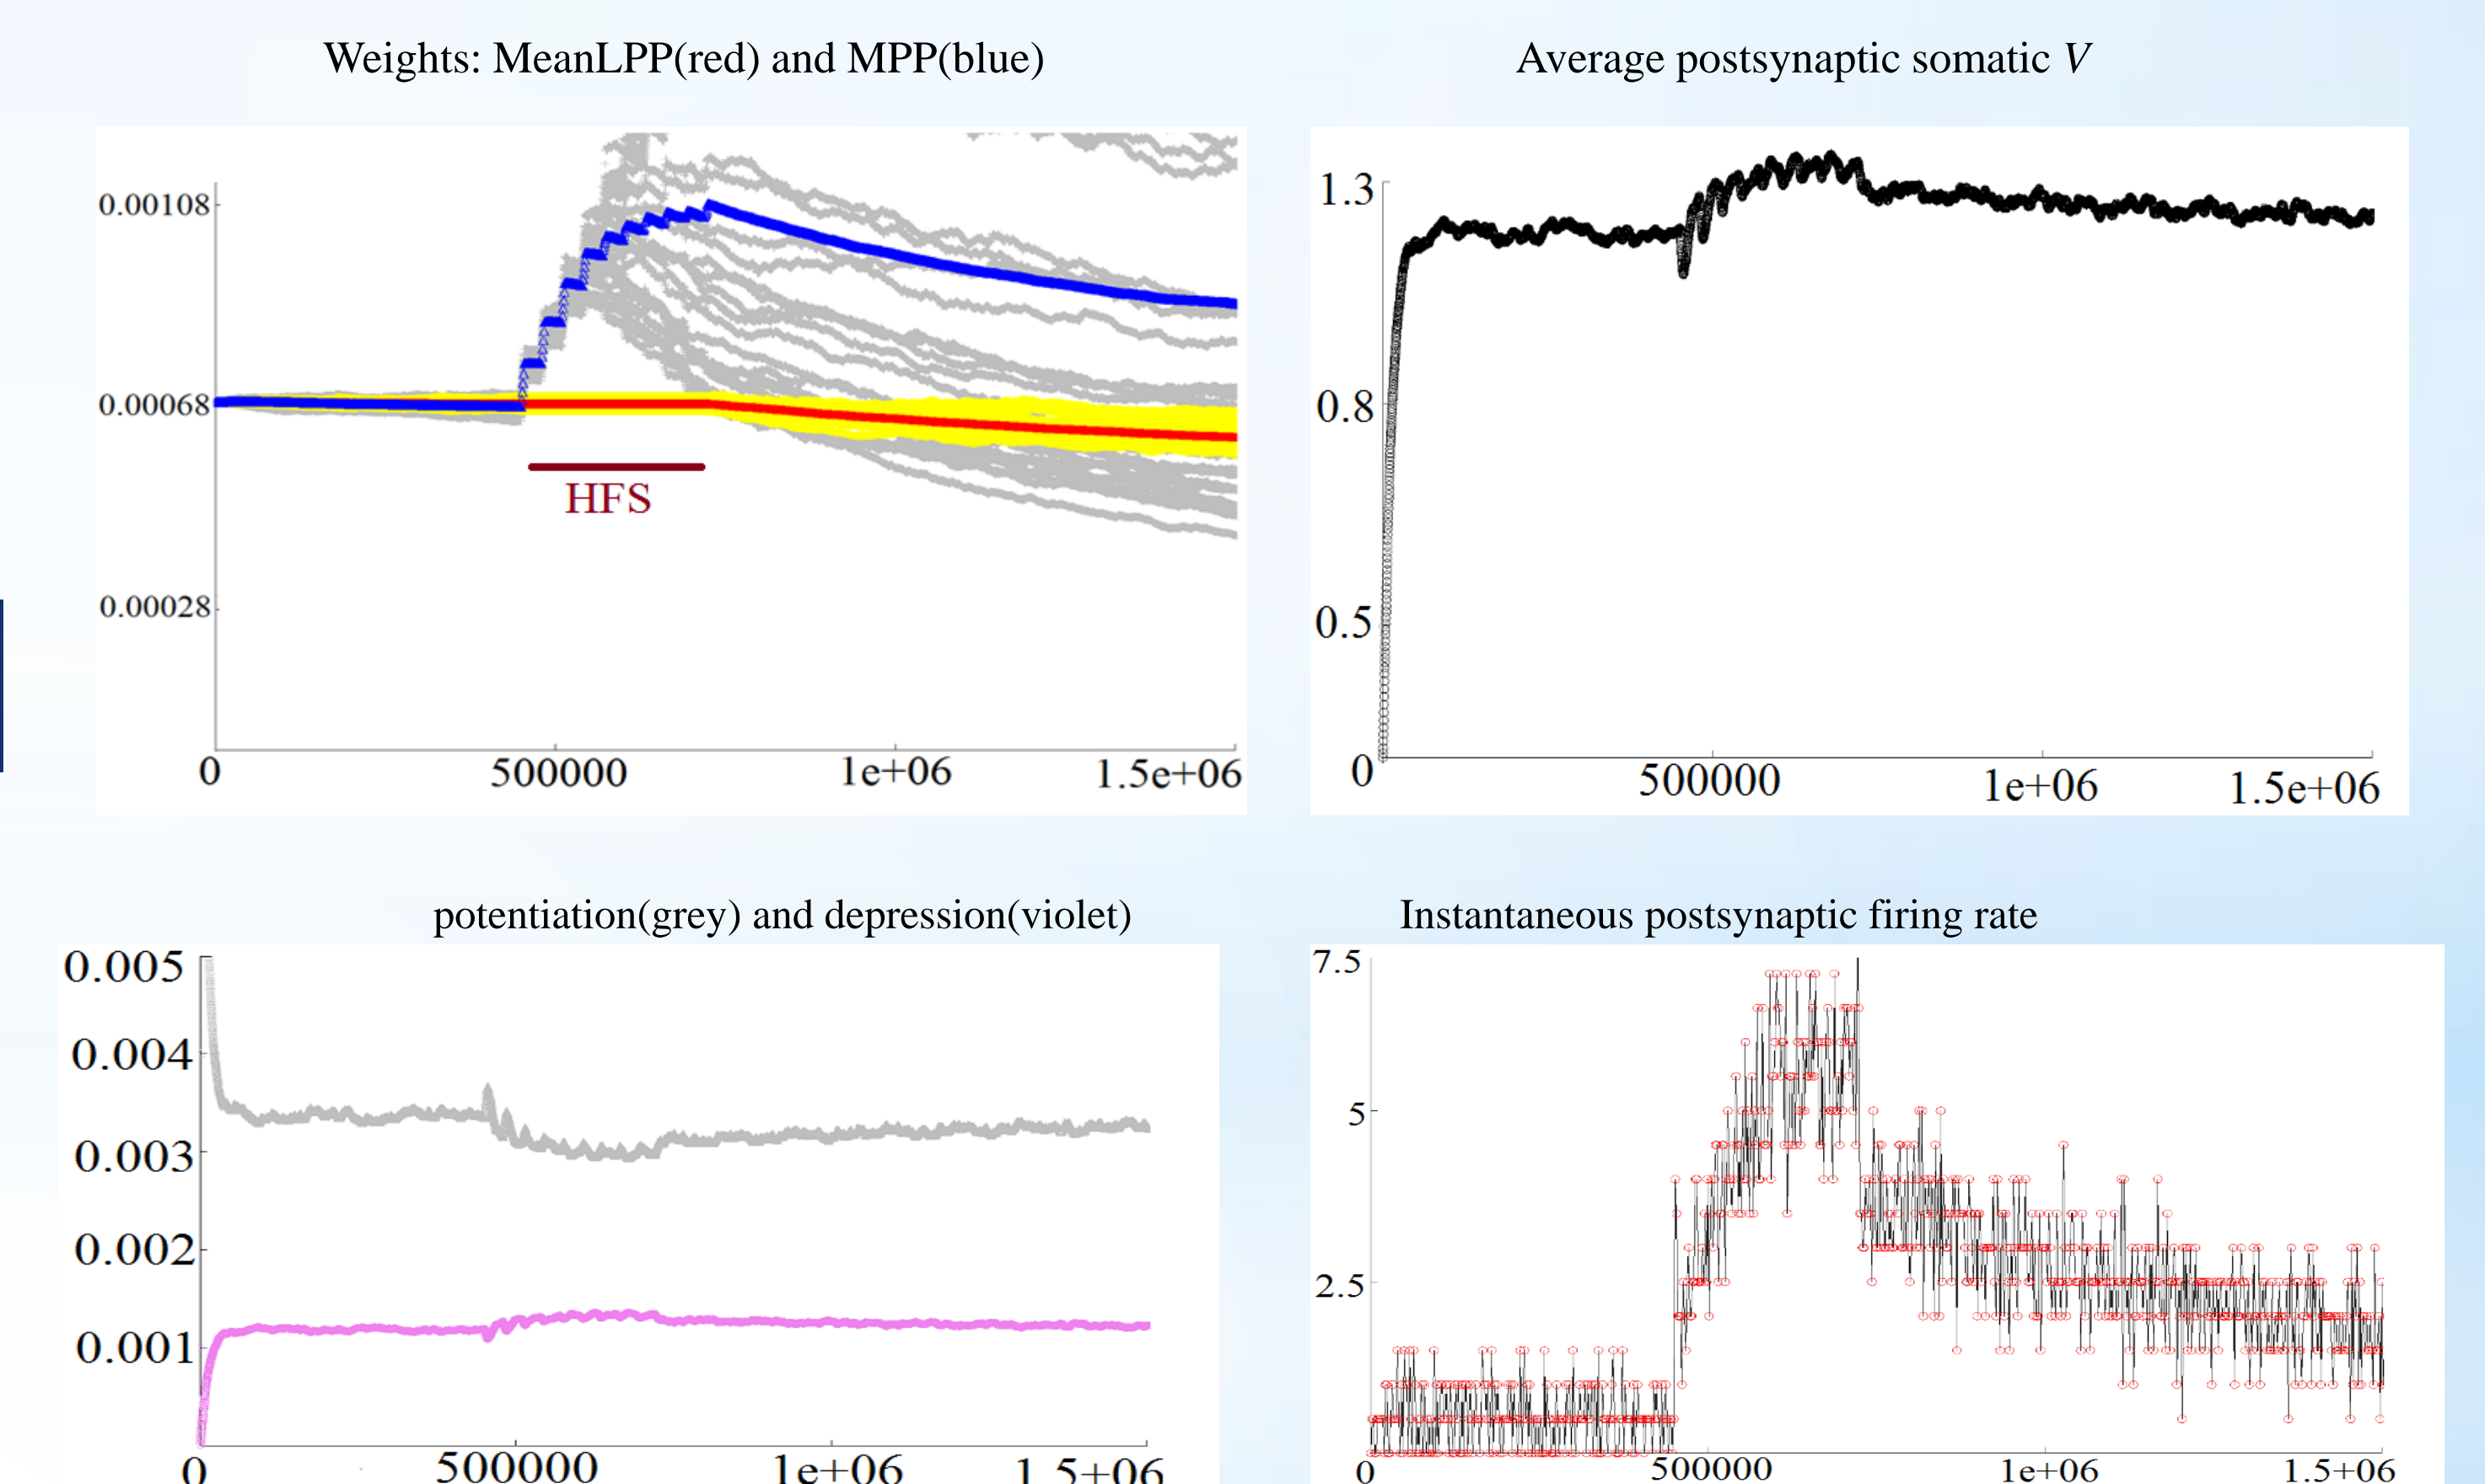 Weights: MeanLPP(red) and MPP(blue)
0.00108
0.00068
0.00028
HFS
0 500000 1e+06 1.5e+06
Average postsynaptic somatic V
1.3
0.8
0.5
0
500000 1e+06 1.5e+06
potentiation(grey) and depression(violet)
0.005
0.004
0.003
0.002
0.001
0 500000 1e+06 1.5+06
Instantaneous postsynaptic firing rate
7.5
5
2.5
0 500000 1e+06 1.5+06